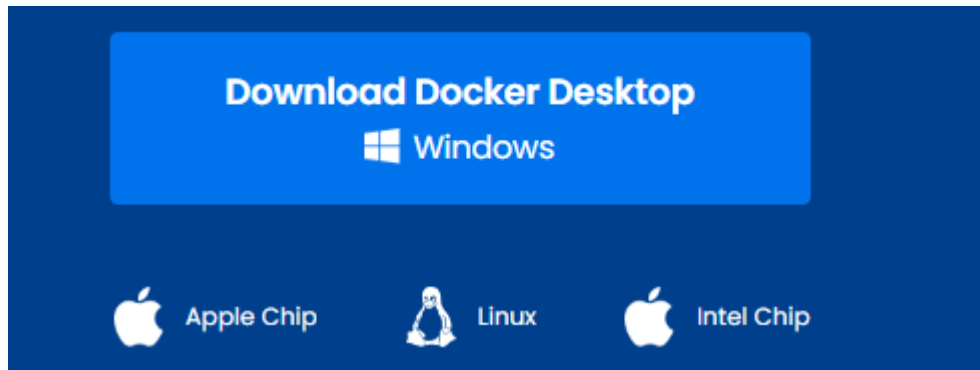 Download Docker Desktop
Windows
Apple Chip
Linux
Intel Chip